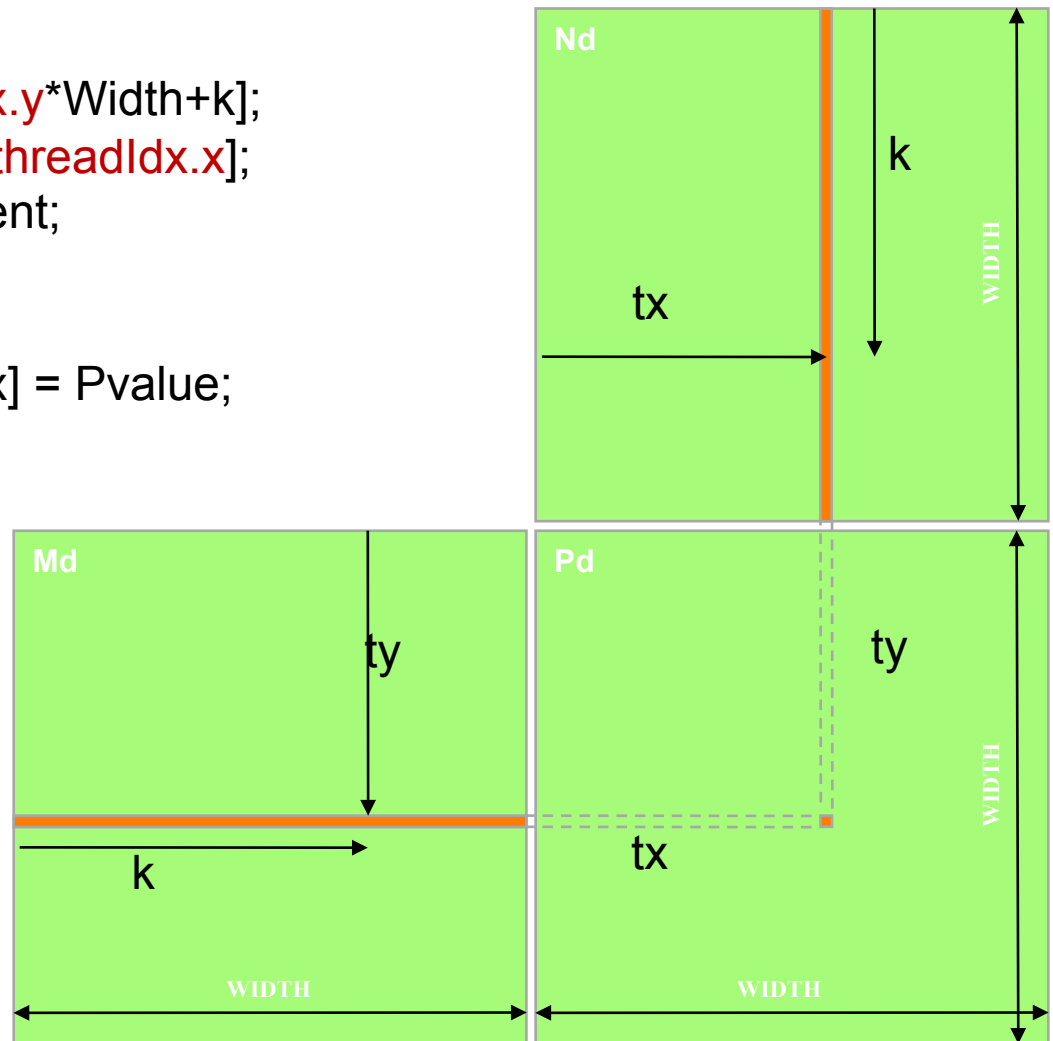 x.y*Width+k];
threadIdx.x];
ent;
x] = Pvalue;
Nd
k
WIDTH
tx
Md
ty
k
WIDTH
Pd
ty
WIDTH
tx
WIDTH